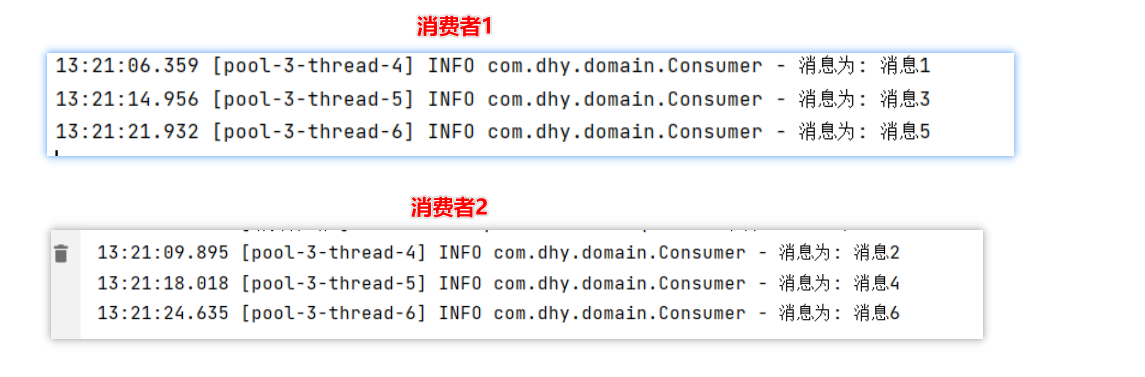 消费者1
13:21:06.359 [pool-3-thread-4] INFO com.dhy.domain.Consumer - 消息为: 消息1
13:21:14.956 [pool-3-thread-5] INFO com.dhy.domain.Consumer - 消息为: 消息3
13:21:21.932 [pool-3-thread-6] INFO com.dhy.domain.Consumer - 消息为: 消息5
消费者2
13:21:09.895 [pool-3-thread-4] INFO com.dhy.domain.Consumer - 消息为: 消息2
13:21:18.018 [pool-3-thread-5] INFO com.dhy.domain.Consumer - 消息为: 消息4
13:21:24.635 [pool-3-thread-6] INFO com.dhy.domain.Consumer - 消息为: 消息6